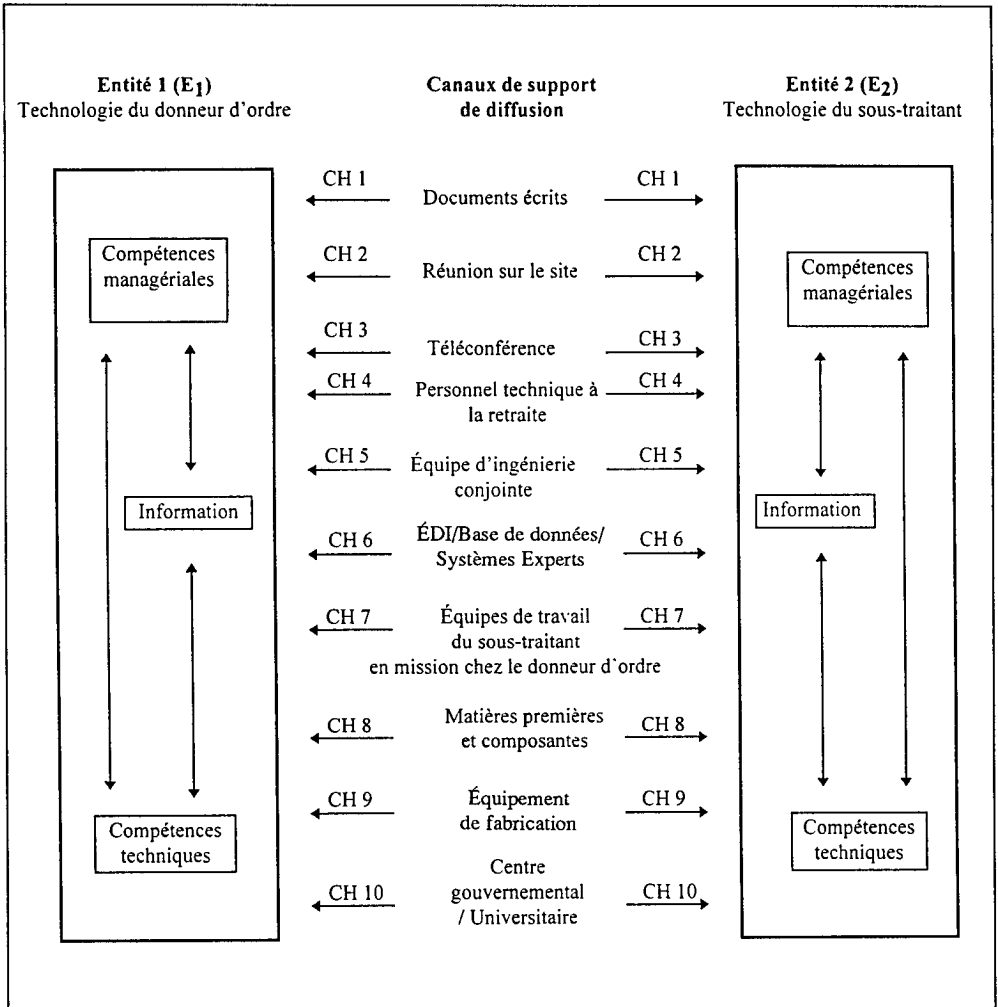 Entité 1 (E1)
Technologie du donneur d'ordre
Canaux de support
de diffusion
Entité 2 (E2)
Technologie du sous-traitant
CH 1
Documents écrits
CH 1
Compétences
managériales
CH 2
Réunion sur le site
CH 2
Compétences
managériales
CH 3
Téléconférence
CH 3
CH 4
Personnel technique à
la retraite
CH 4
CH 5
Équipe d'ingénierie
conjointe
CH 5
Information
Information
CH 6
ÉDI/Base de données/
Systèmes Experts
CH 6
CH 7
Équipes de travail
du sous-traitant
en mission chez le donneur d'ordre
CH 7
CH 8
Matières premières
et composantes
CH 8
CH 9
Équipement
de fabrication
CH 9
Compétences
techniques
Compétences
techniques
CH 10
Centre
gouvernemental
/ Universitaire
CH 10